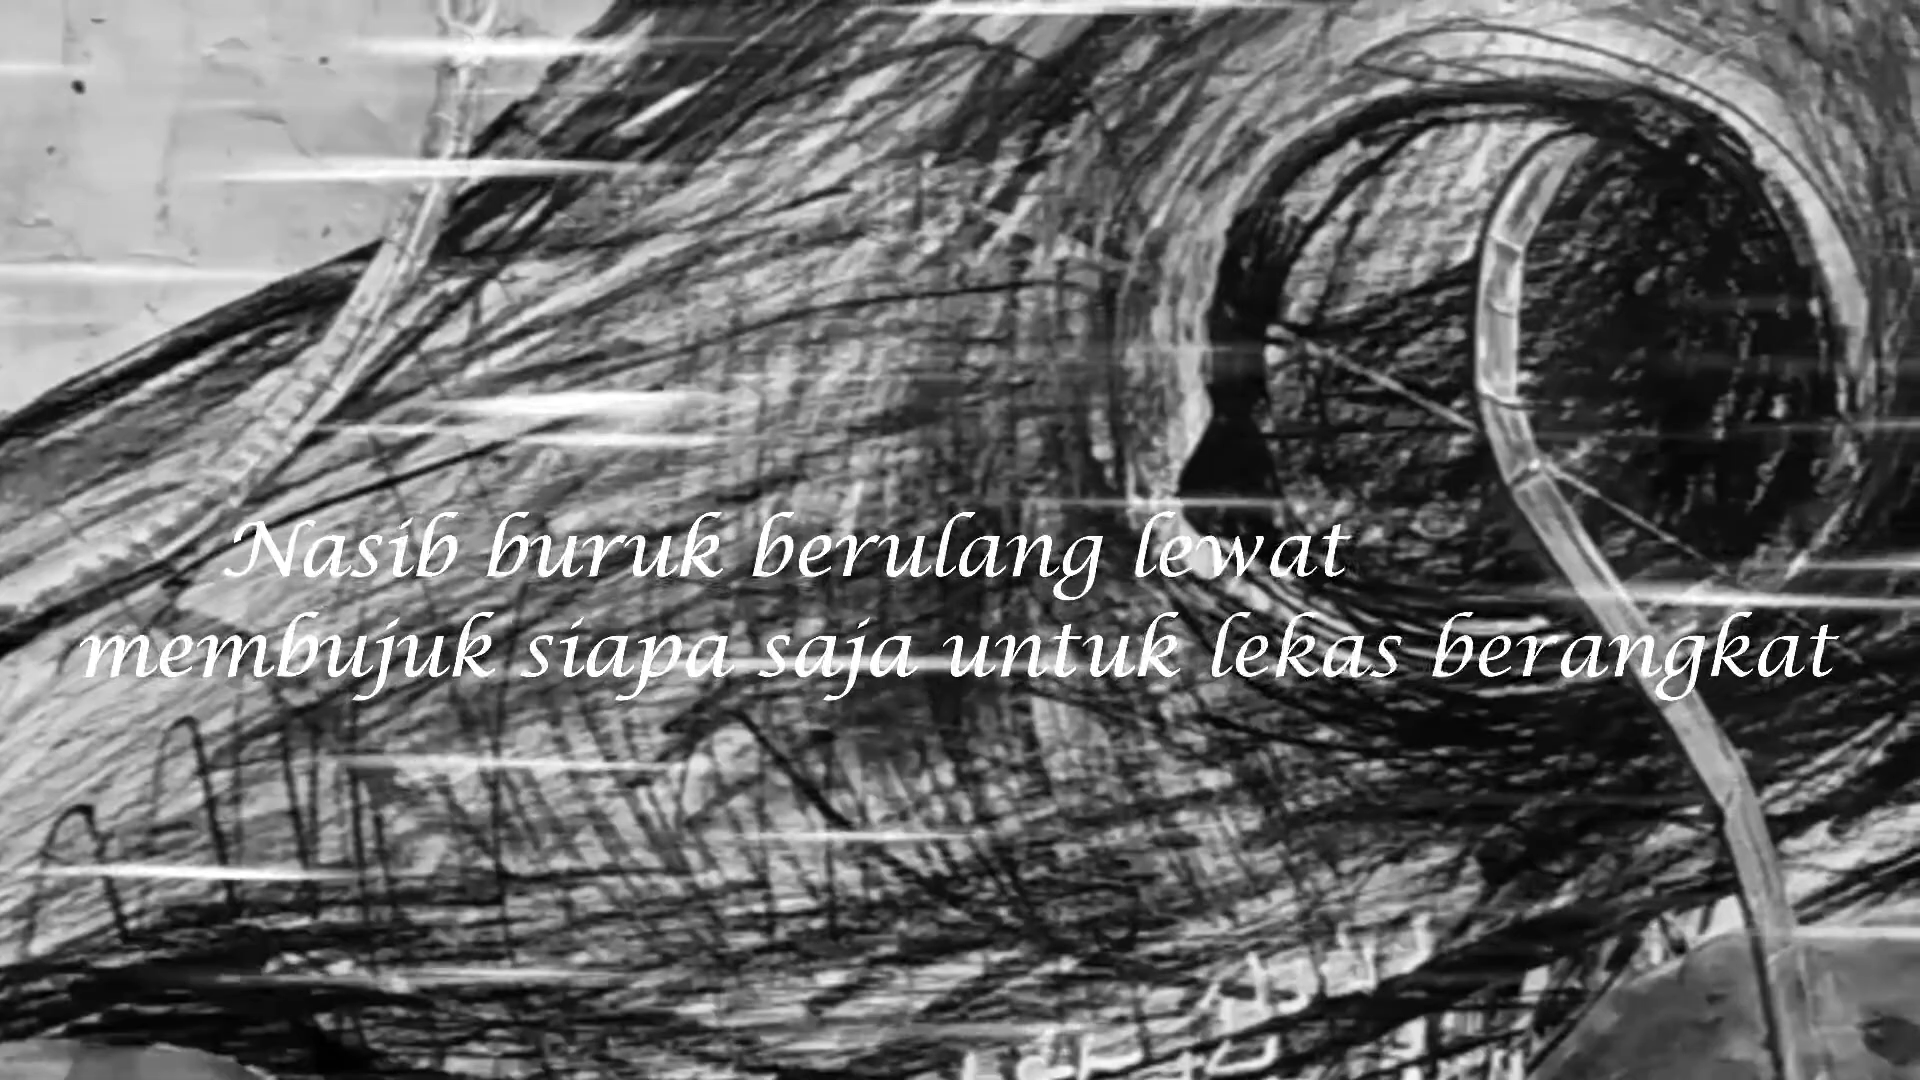 Nasib buruk berulang lewat
membujuk siapa saja untuk lekas berangkat